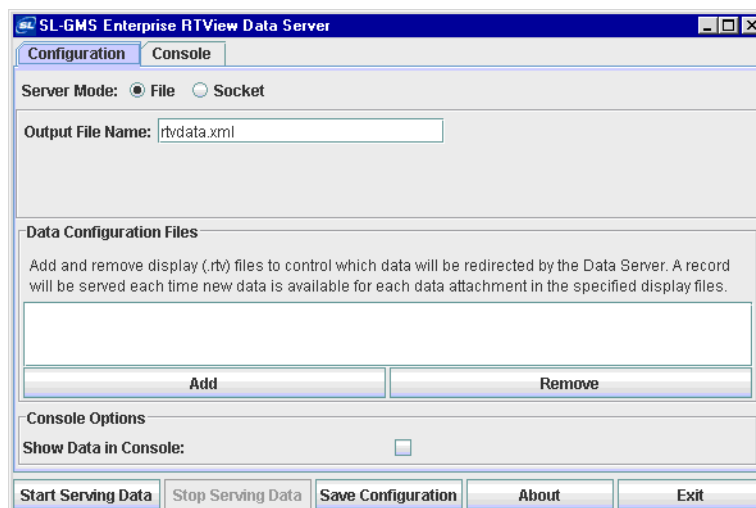 SL SL-GMS Enterprise RTView Data Server
Configuration Console
Server Mode: File Socket
Output File Name: rtvdata.xml
Data Configuration Files
Add and remove display (.rtv) files to control which data will be redirected by the Data Server. A record
will be served each time new data is available for each data attachment in the specified display files.
Add Remove
Console Options
Show Data in Console:
Start Serving Data Stop Serving Data Save Configuration About Exit